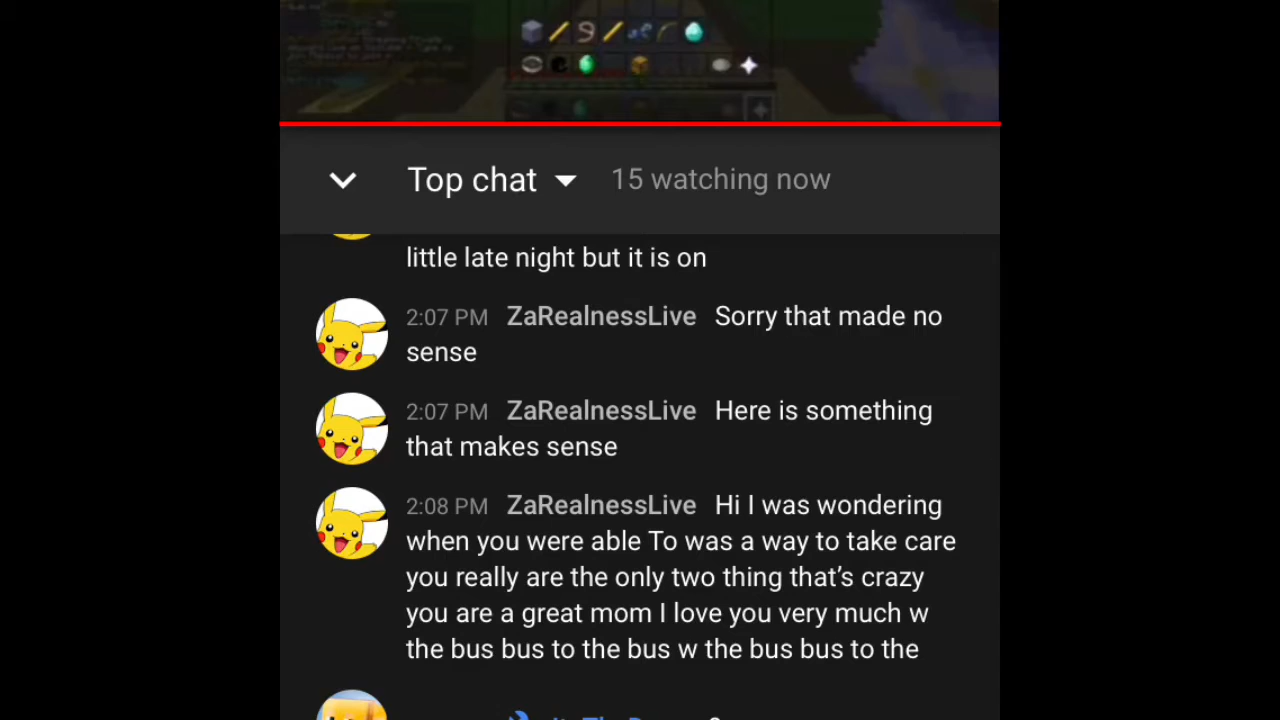 Top chat 15 watching now
little late night but it is on
2:07 PM ZaRealnessLive Sorry that made no
sense
2:07 PM ZaRealnessLive Here is something
that makes sense
2:08 PM ZaRealnessLive Hi I was wondering
when you were able To was a way to take care
you really are the only two thing that’s crazy
you are a great mom I love you very much w
the bus bus to the bus w the bus bus to the